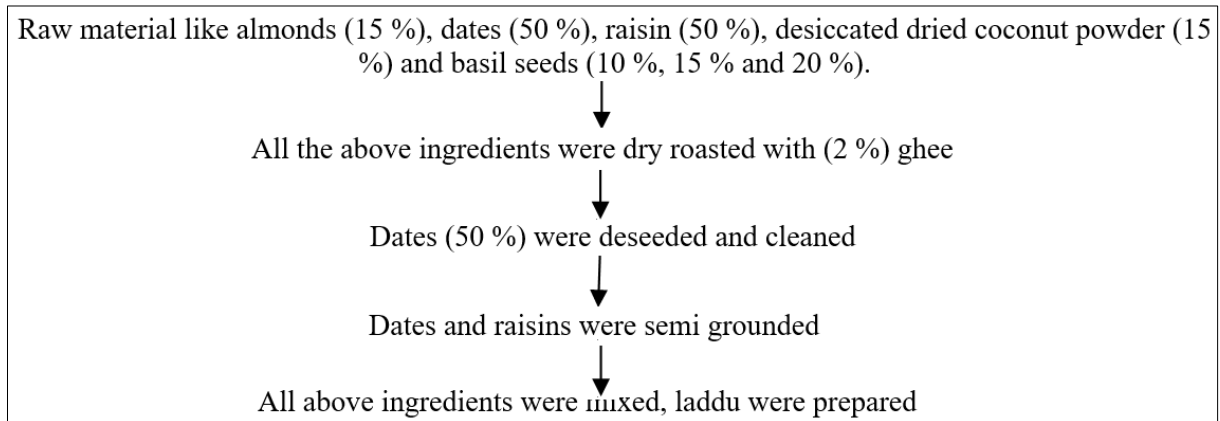 Raw material like almonds (15 %), dates (50 %), raisin (50 %), desiccated dried coconut powder (15
%) and basil seeds (10 %, 15 % and 20 %).
All the above ingredients were dry roasted with (2 %) ghee
Dates (50 %) were deseeded and cleaned
Dates and raisins were semi grounded
All above ingredients were mixed, laddu were prepared